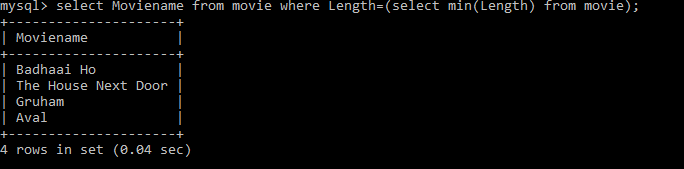 mysql> select Moviename from movie where Length=(select min(Length) from movie);
+---------------------+
| Moviename           |
+---------------------+
| Badhaai Ho          |
| The House Next Door |
| Gruham              |
| Aval                |
+---------------------+
4 rows in set (0.04 sec)